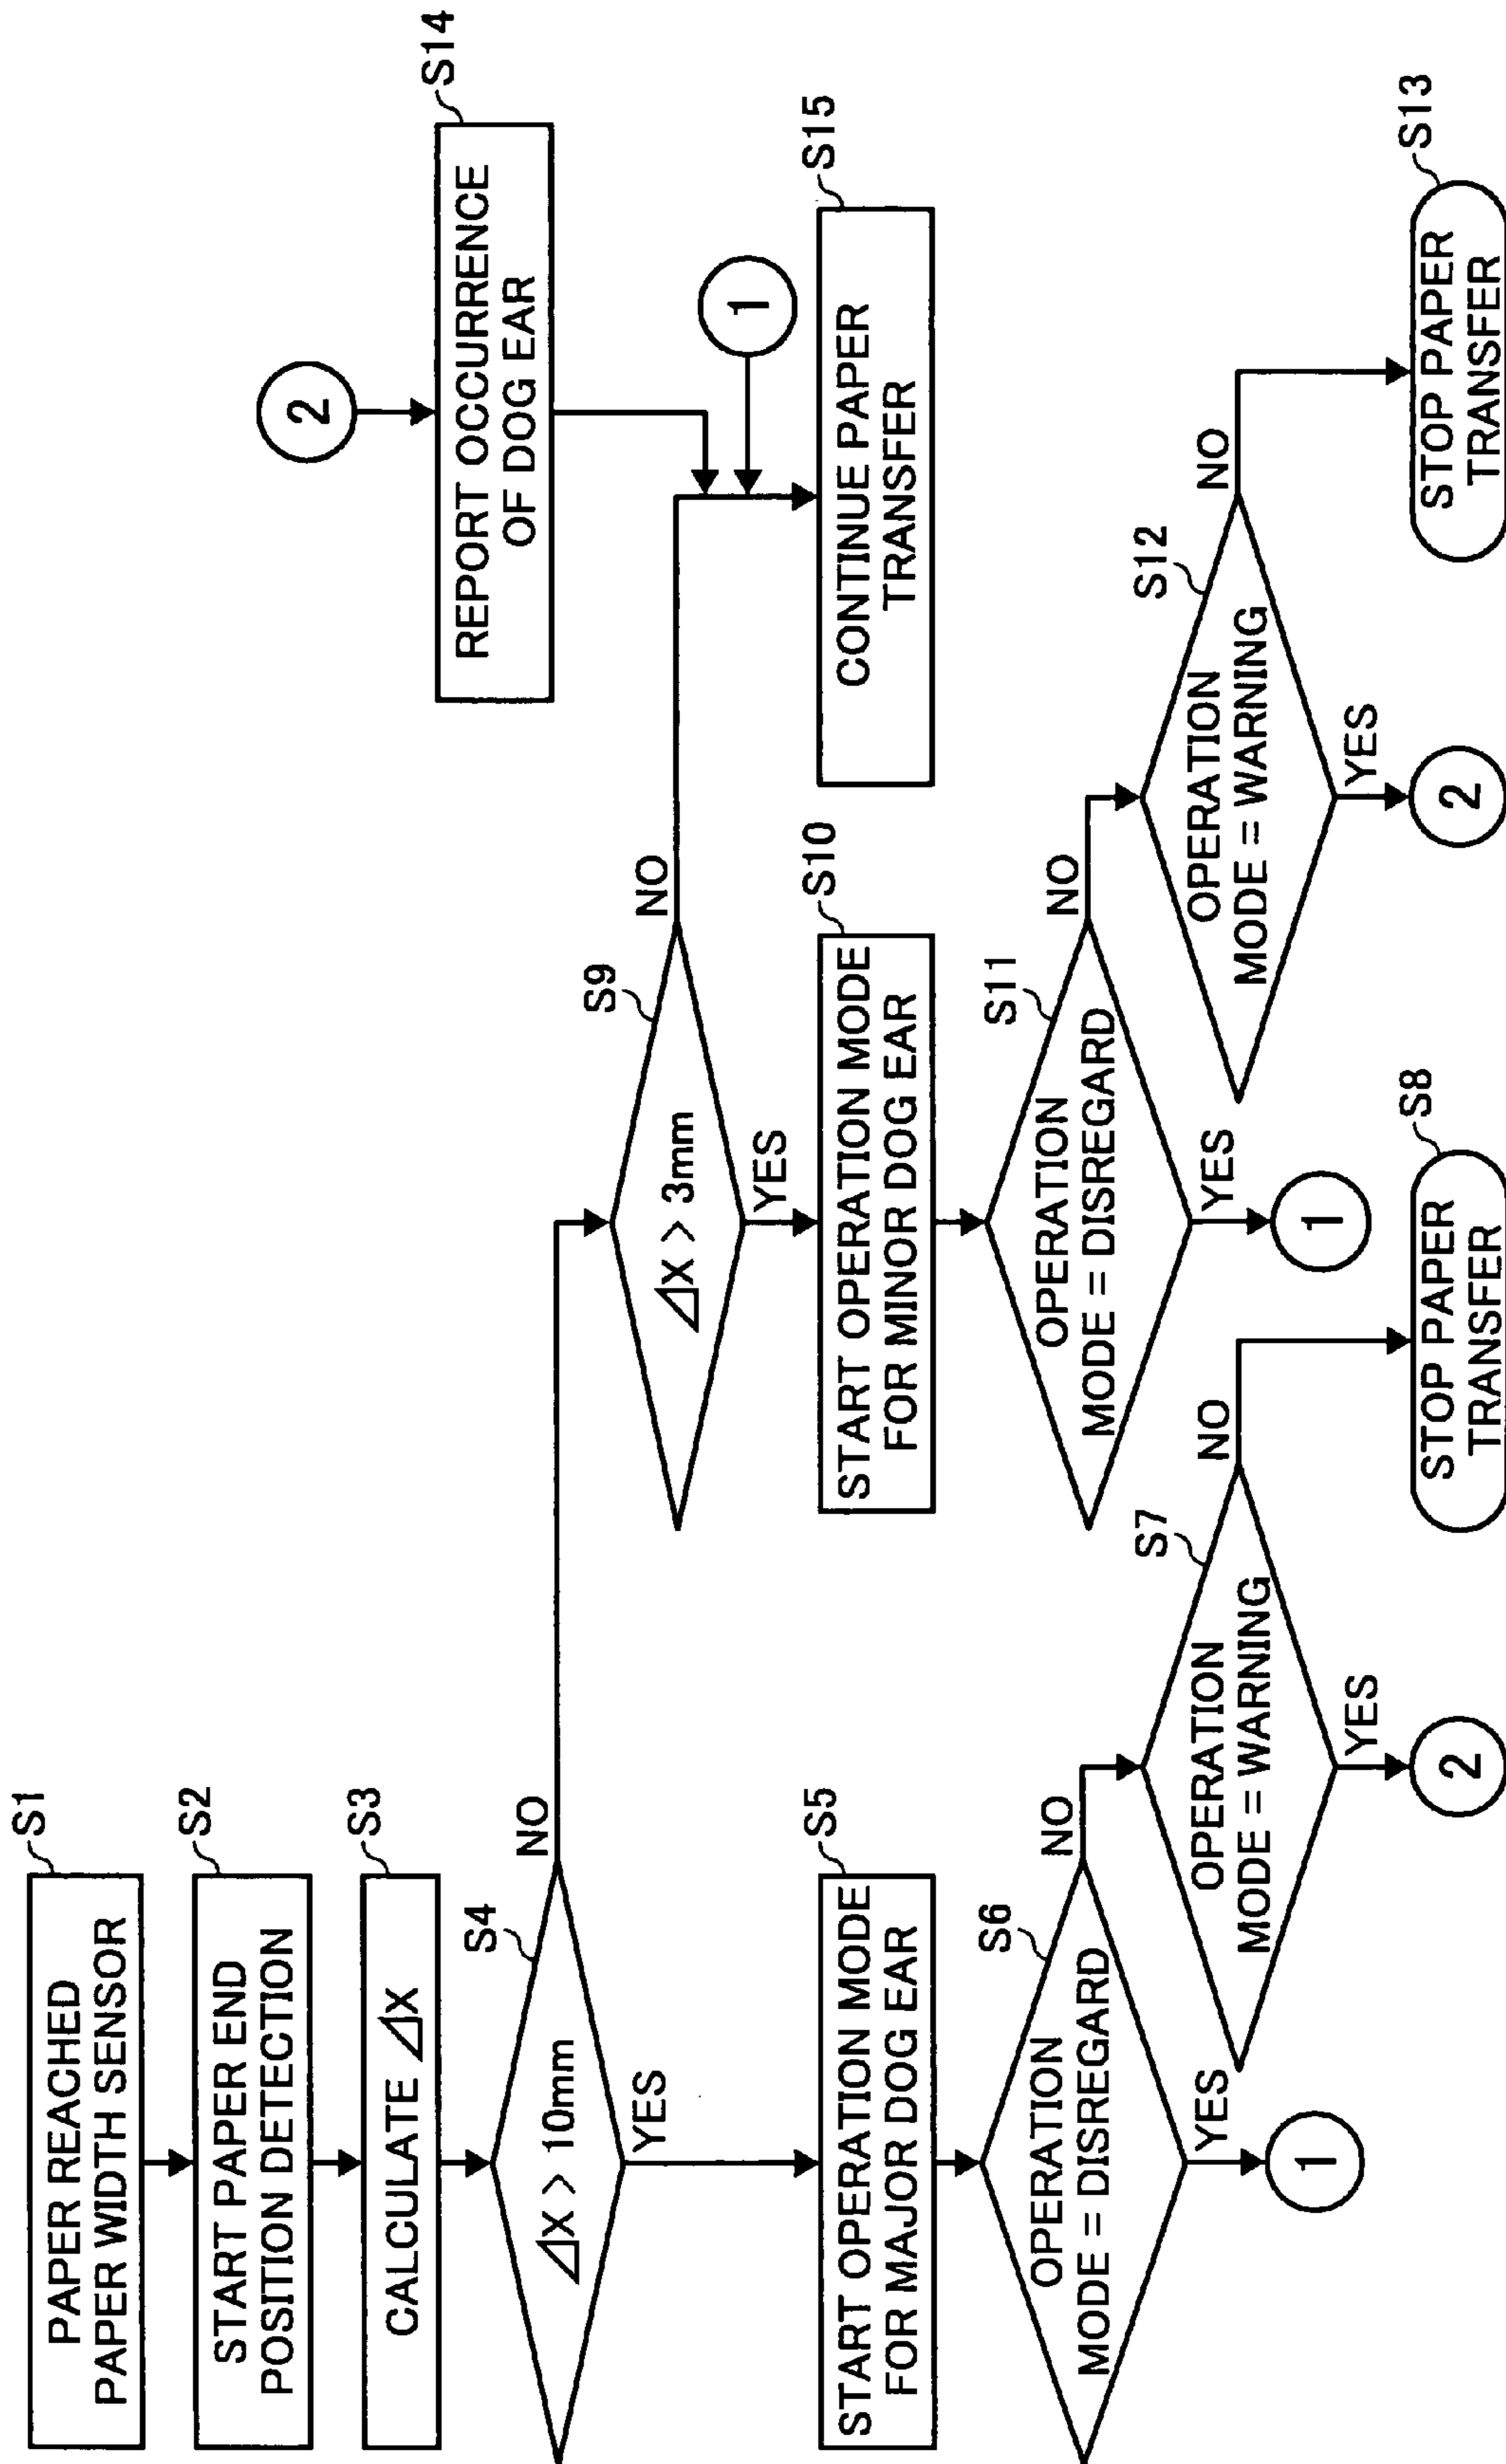 S1
PAPER REACHED
PAPER WIDTH SENSOR
S2
START PAPER END
POSITION DETECTION
S3
CALCULATE ⊿X
S4
⊿X > 10mm
NO
YES
S5
START OPERATION MODE
FOR MAJOR DOG EAR
S6
OPERATION
MODE = DISREGARD
NO
YES
1
S7
OPERATION
MODE = WARNING
NO
YES
2
S8
STOP PAPER
TRANSFER
S9
⊿X > 3mm
NO
YES
S10
START OPERATION MODE
FOR MINOR DOG EAR
S11
OPERATION
MODE = DISREGARD
NO
YES
1
S12
OPERATION
MODE = WARNING
NO
YES
2
S13
STOP PAPER
TRANSFER
2
S14
REPORT OCCURRENCE
OF DOG EAR
1
S15
CONTINUE PAPER
TRANSFER